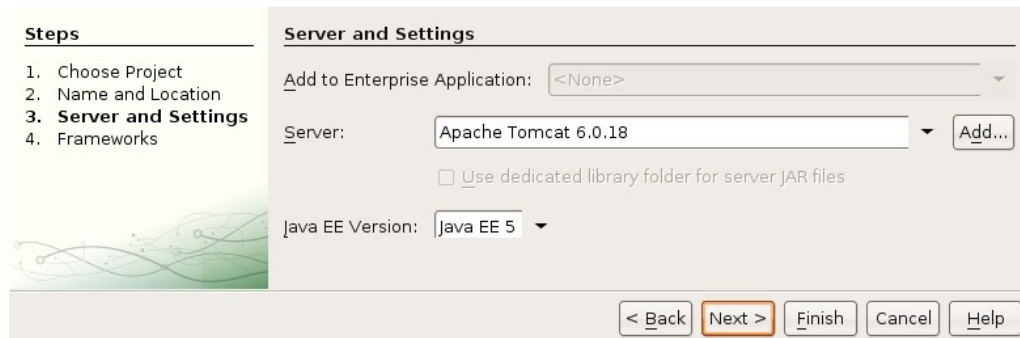 Steps
1. Choose Project
2. Name and Location
3. Server and Settings
4. Frameworks
Server and Settings
Add to Enterprise Application: <None>
Server: Apache Tomcat 6.0.18 Add...
Use dedicated library folder for server JAR files
Java EE Version: Java EE 5
< Back Next > Finish Cancel Help